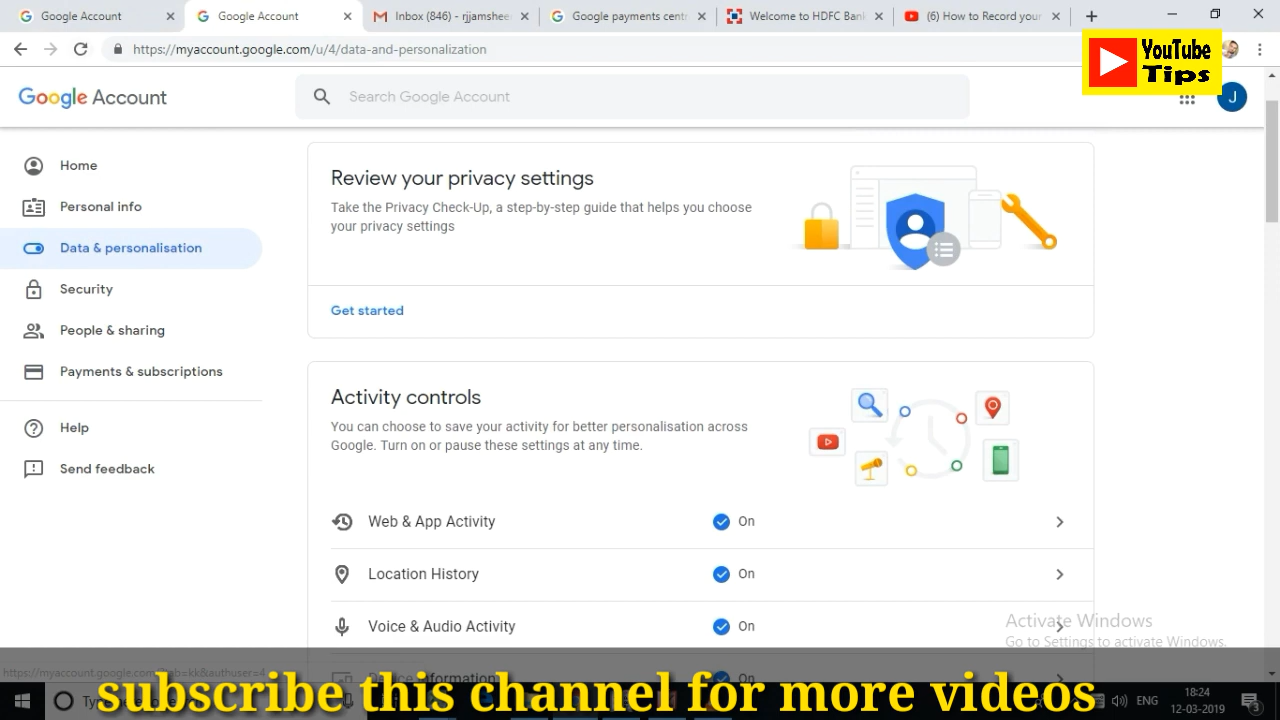 Google Account
Google Account
Inbox (846) - rjjamshee
Google payments cent
Welcome to HDFC Ban
(6) How to Record your
https://myaccount.google.com/u/4/data-and-personalization
YouTube
Tips
Google Account
Search Google Account
J
Home
Personal info
Data & personalisation
Security
People & sharing
Payments & subscriptions
Help
Send feedback
Review your privacy settings
Take the Privacy Check-Up, a step-by-step guide that helps you choose
your privacy settings
Get started
Activity controls
You can choose to save your activity for better personalisation across
Google. Turn on or pause these settings at any time.
Web & App Activity On
Location History On
Voice & Audio Activity On
Activate Windows
Go to Settings to activate Windows.
Device Information On
subscribe this channel for more videos
ENG
18:24
12-03-2019
3